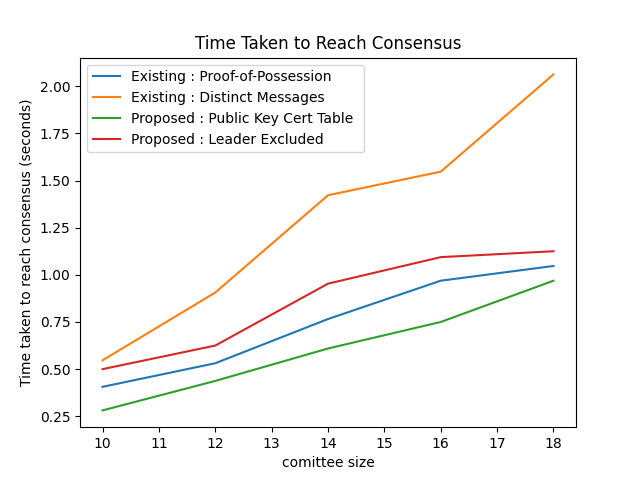 Time Taken to Reach Consensus
Existing : Proof-of-Possession
Existing : Distinct Messages
Proposed : Public Key Cert Table
Proposed : Leader Excluded
Time taken to reach consensus (seconds)
2.00
1.75
1.50
1.25
1.00
0.75
0.50
0.25
10 11 12 13 14 15 16 17 18
comittee size